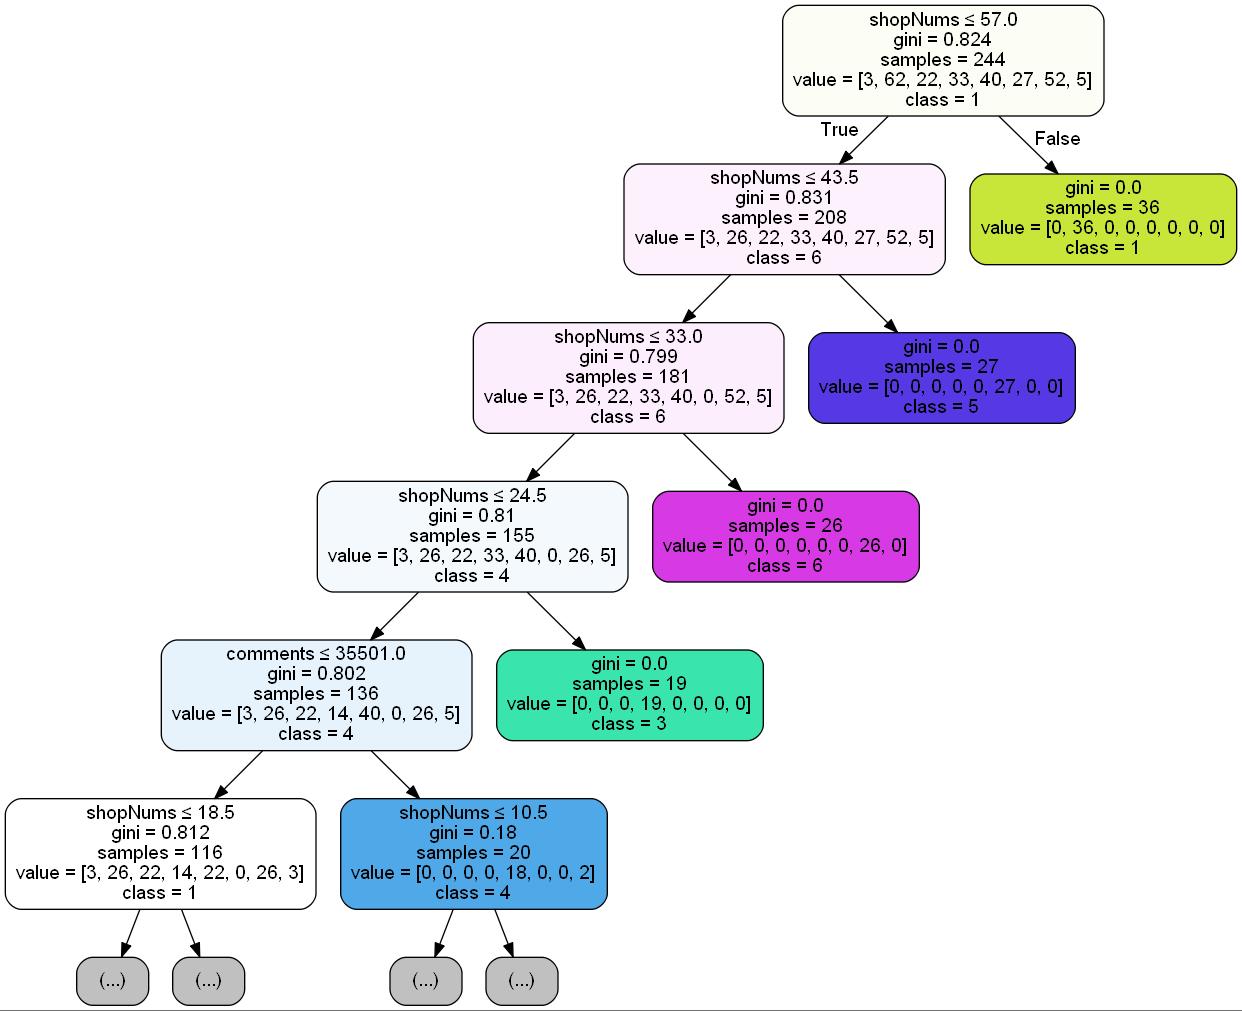 shopNums ≤ 57.0
gini = 0.824
samples = 244
value = [3, 62, 22, 33, 40, 27, 52, 5]
class = 1
True
False
shopNums ≤ 43.5
gini = 0.831
samples = 208
value = [3, 26, 22, 33, 40, 27, 52, 5]
class = 6
gini = 0.0
samples = 36
value = [0, 36, 0, 0, 0, 0, 0, 0]
class = 1
shopNums ≤ 33.0
gini = 0.799
samples = 181
value = [3, 26, 22, 33, 40, 0, 52, 5]
class = 6
gini = 0.0
samples = 27
value = [0, 0, 0, 0, 0, 27, 0, 0]
class = 5
shopNums ≤ 24.5
gini = 0.81
samples = 155
value = [3, 26, 22, 33, 40, 0, 26, 5]
class = 4
gini = 0.0
samples = 26
value = [0, 0, 0, 0, 0, 0, 26, 0]
class = 6
comments ≤ 35501.0
gini = 0.802
samples = 136
value = [3, 26, 22, 14, 40, 0, 26, 5]
class = 4
gini = 0.0
samples = 19
value = [0, 0, 0, 19, 0, 0, 0, 0]
class = 3
shopNums ≤ 18.5
gini = 0.812
samples = 116
value = [3, 26, 22, 14, 22, 0, 26, 3]
class = 1
shopNums ≤ 10.5
gini = 0.18
samples = 20
value = [0, 0, 0, 0, 18, 0, 0, 2]
class = 4
(...)
(...)
(...)
(...)